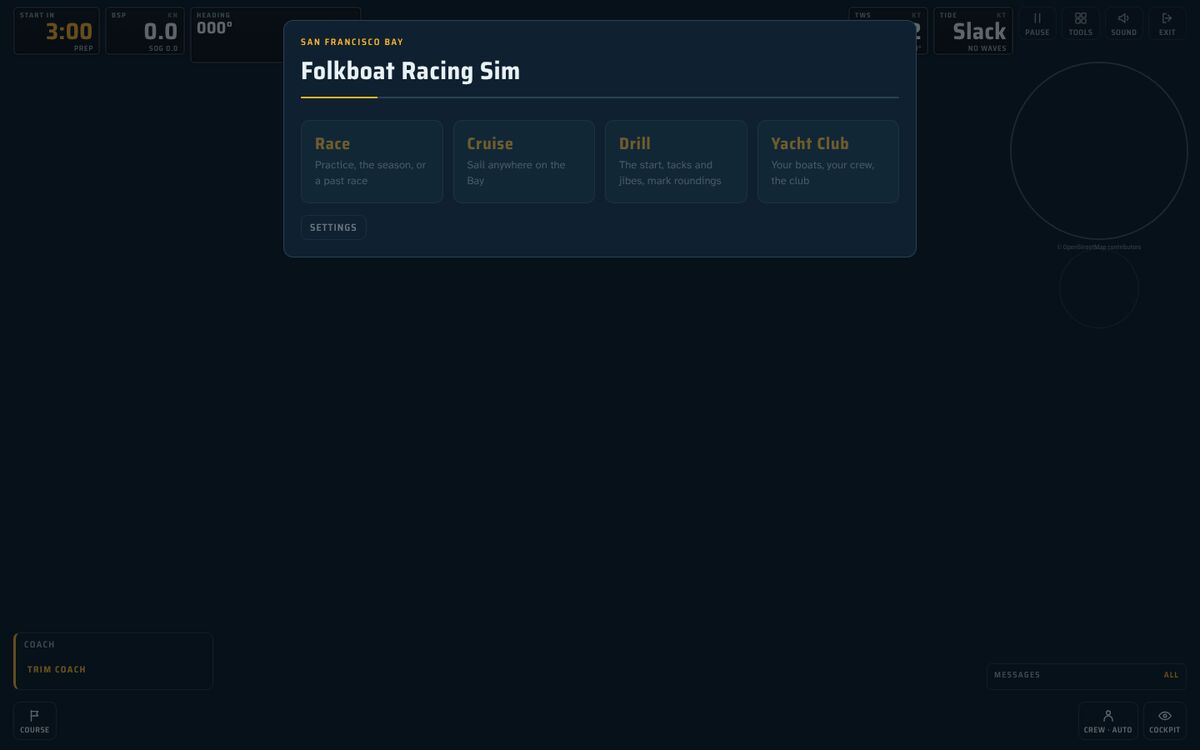 START IN
3:00
PREP
BSP KN
0.0
SOG 0.0
HEADING
000°
SAN FRANCISCO BAY
Folkboat Racing Sim
Race
Practice, the season, or
a past race
Cruise
Sail anywhere on the
Bay
Drill
The start, tacks and
jibes, mark roundings
Yacht Club
Your boats, your crew,
the club
SETTINGS
TWS KT
TIDE KT
Slack
NO WAVES
PAUSE
TOOLS
SOUND
EXIT
© OpenStreetMap contributors
COACH
TRIM COACH
COURSE
MESSAGES ALL
CREW · AUTO
COCKPIT